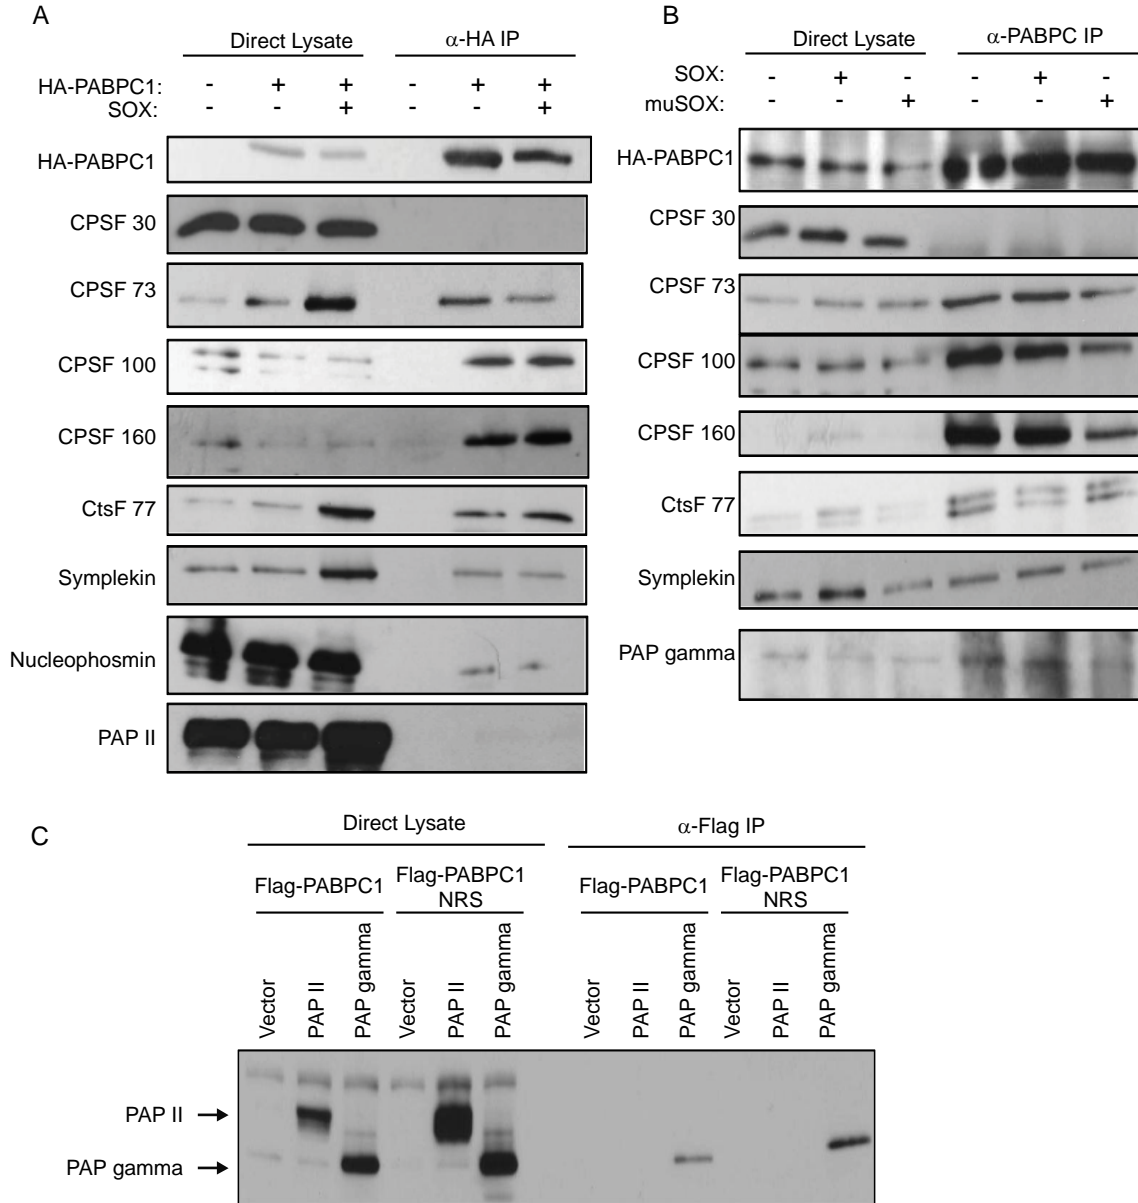 A
Direct Lysate
α-HA IP
HA-PABPC1: - + + - + +
SOX: - - + - - +
HA-PABPC1
CPSF 30
CPSF 73
CPSF 100
CPSF 160
CtsF 77
Symplekin
Nucleophosmin
PAP II
B
Direct Lysate
α-PABPC IP
SOX: - + - - + -
muSOX: - - + - - +
HA-PABPC1
CPSF 30
CPSF 73
CPSF 100
CPSF 160
CtsF 77
Symplekin
PAP gamma
C
Direct Lysate
α-Flag IP
Flag-PABPC1
Flag-PABPC1
NRS
Flag-PABPC1
Flag-PABPC1
NRS
Vector
PAP II
PAP gamma
Vector
PAP II
PAP gamma
Vector
PAP II
PAP gamma
Vector
PAP II
PAP gamma
PAP II
PAP gamma